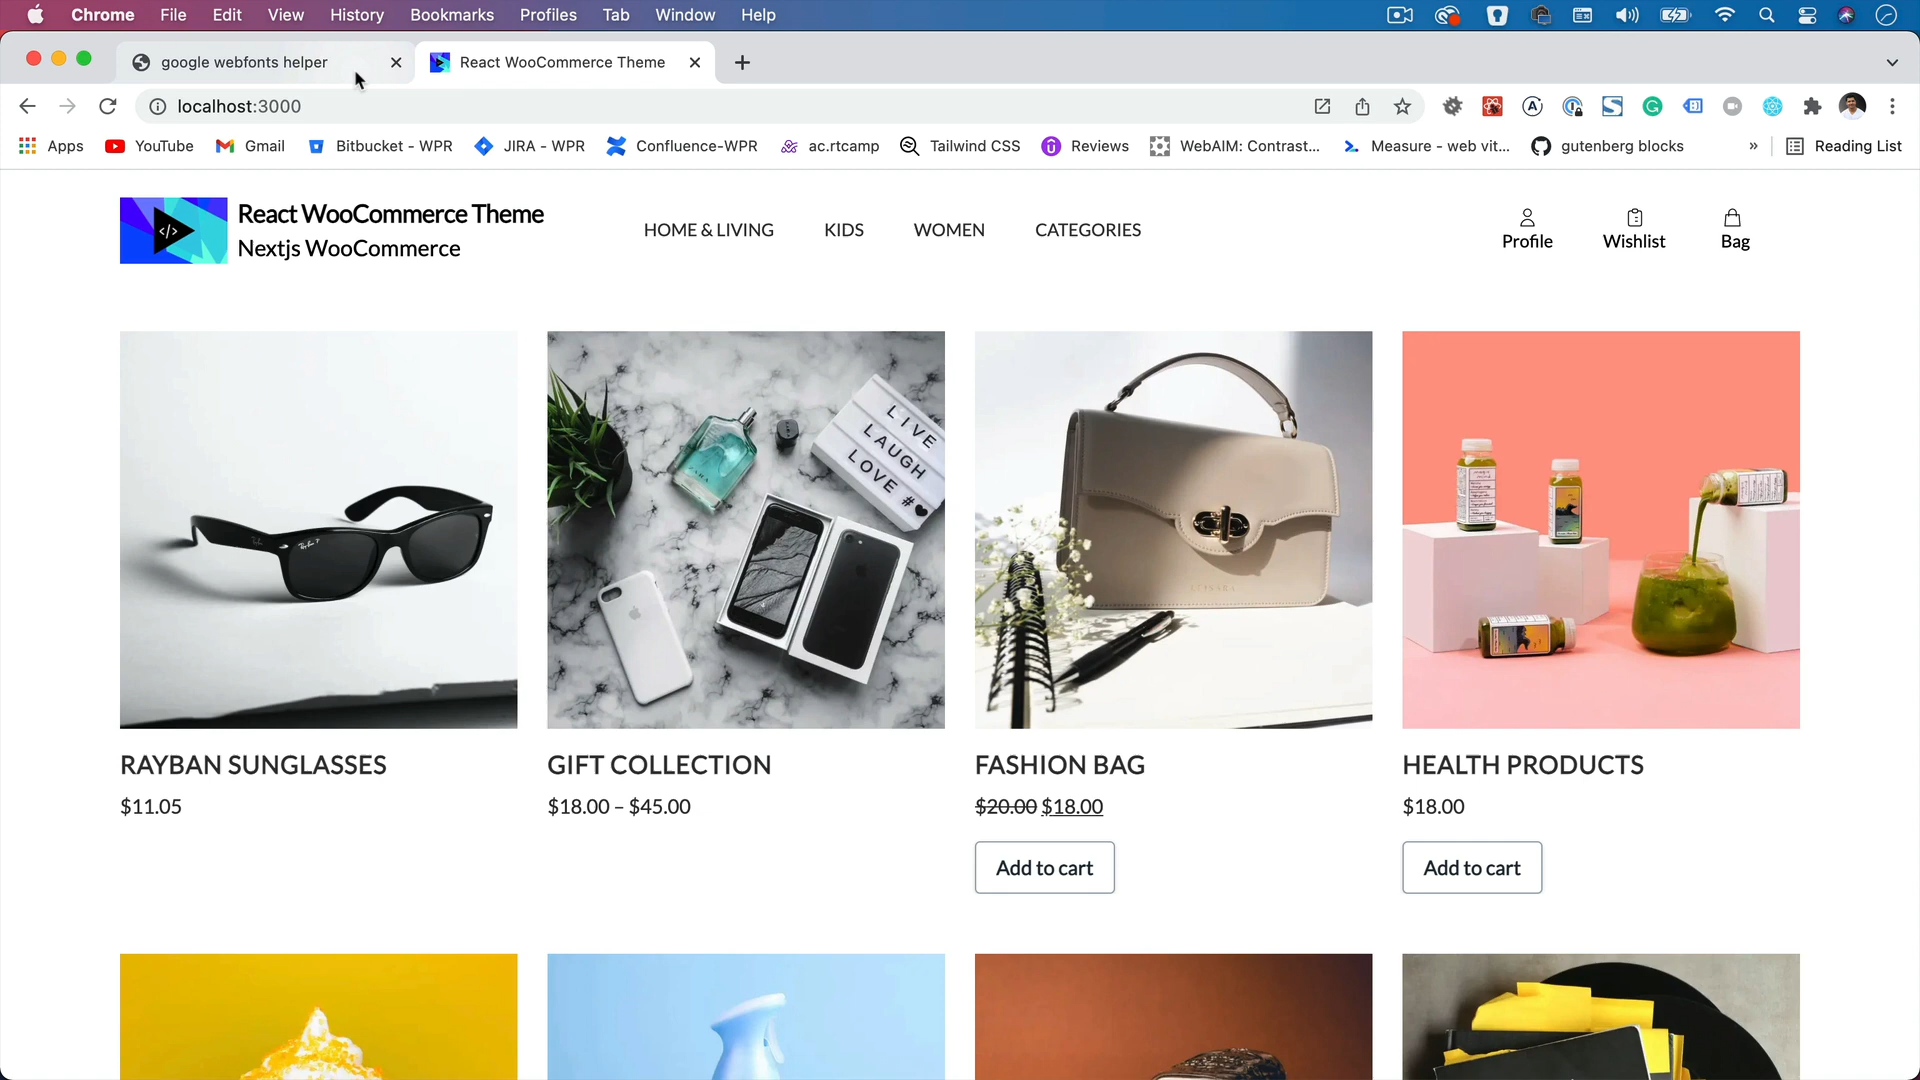 Chrome File Edit View History Bookmarks Profiles Tab Window Help
google webfonts helper
React WooCommerce Theme
localhost:3000
Apps YouTube Gmail Bitbucket - WPR JIRA - WPR Confluence-WPR ac.rtcamp Tailwind CSS Reviews WebAIM: Contrast... Measure - web vit... gutenberg blocks » Reading List
React WooCommerce Theme
Nextjs WooCommerce
HOME & LIVING KIDS WOMEN CATEGORIES
Profile Wishlist Bag
LIVE
LAUGH
LOVE #
Ray-Ban P
RAYBAN SUNGLASSES
$11.05
GIFT COLLECTION
$18.00 – $45.00
FASHION BAG
$20.00 $18.00
Add to cart
HEALTH PRODUCTS
$18.00
Add to cart